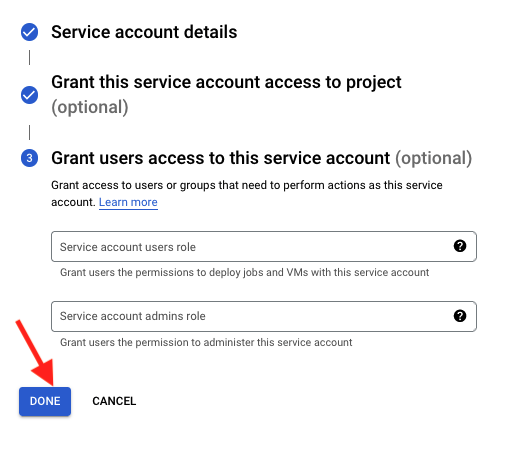 Service account details
Grant this service account access to project
(optional)
3
Grant users access to this service account (optional)
Grant access to users or groups that need to perform actions as this service
account. Learn more
Service account users role
?
Grant users the permissions to deploy jobs and VMs with this service account
Service account admins role
?
Grant users the permission to administer this service account
DONE CANCEL